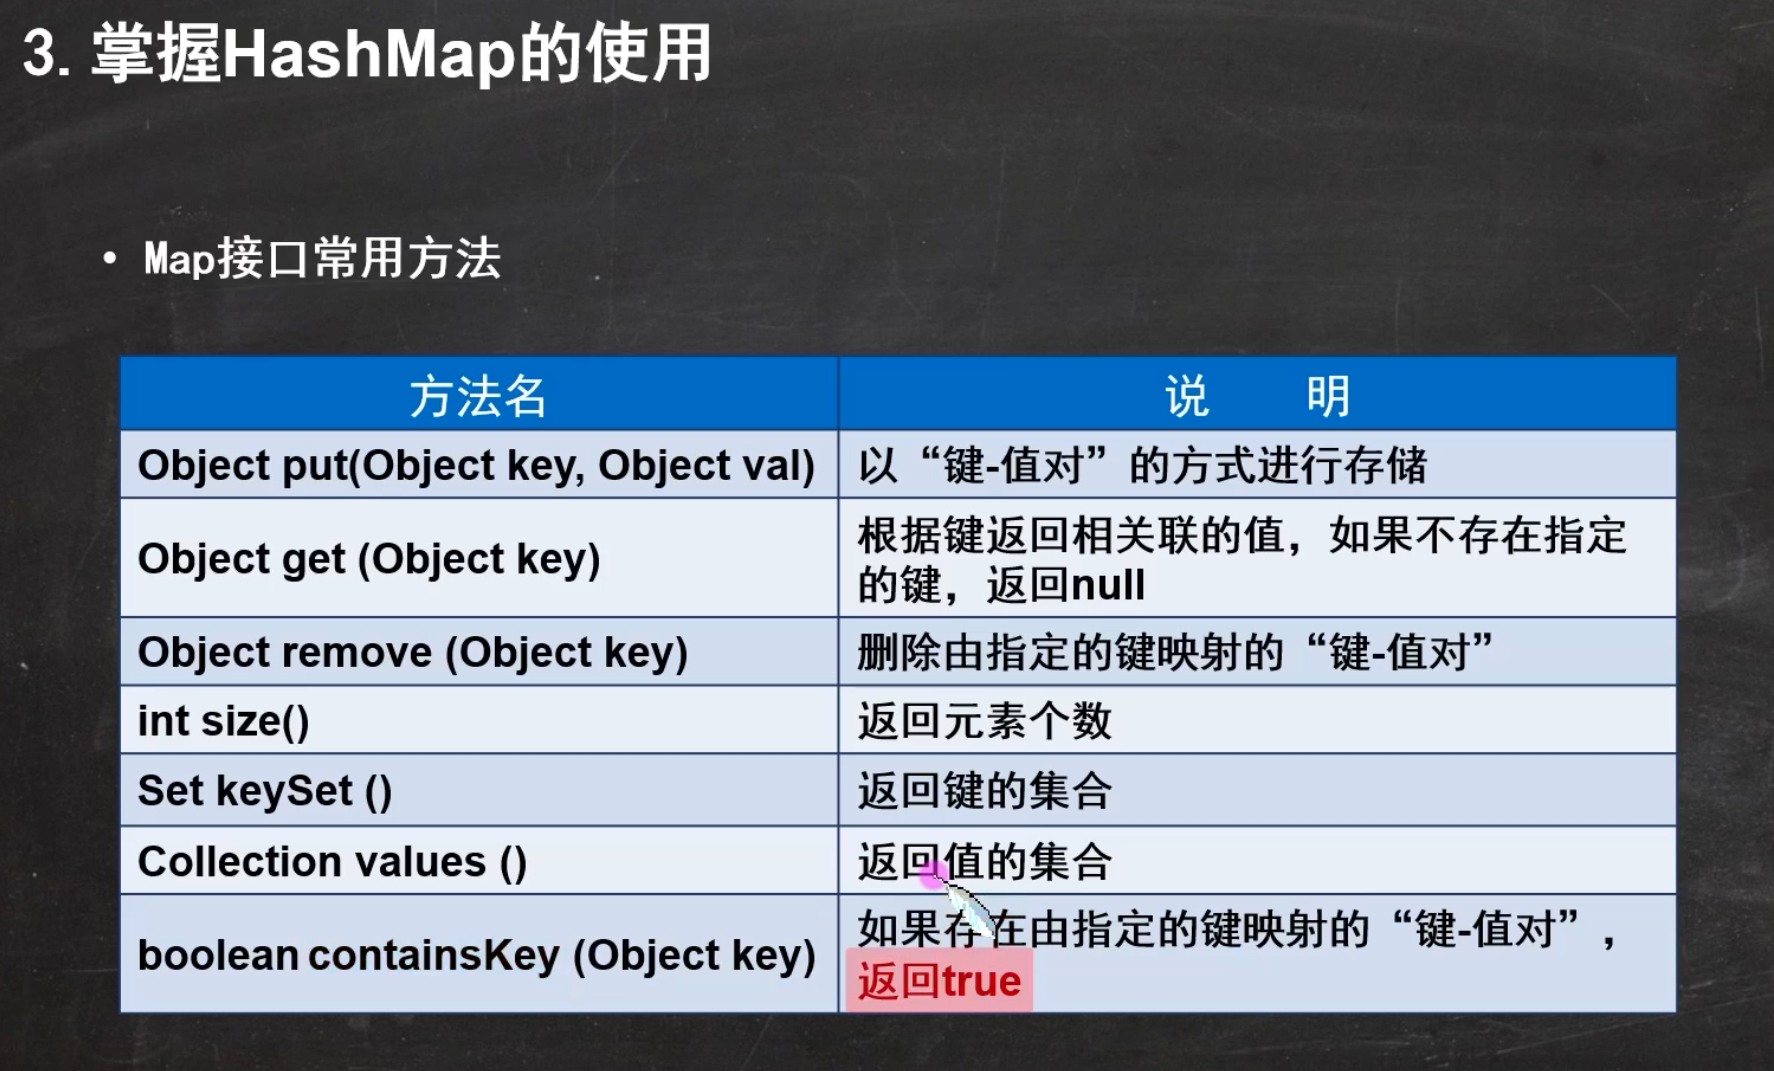 3. 掌握HashMap的使用
• Map接口常用方法
方法名
说 明
Object put(Object key, Object val)
以“键-值对”的方式进行存储
Object get (Object key)
根据键返回相关联的值，如果不存在指定
的键，返回null
Object remove (Object key)
删除由指定的键映射的“键-值对”
int size()
返回元素个数
Set keySet ()
返回键的集合
Collection values ()
返回值的集合
boolean containsKey (Object key)
如果存在由指定的键映射的“键-值对”，
返回true